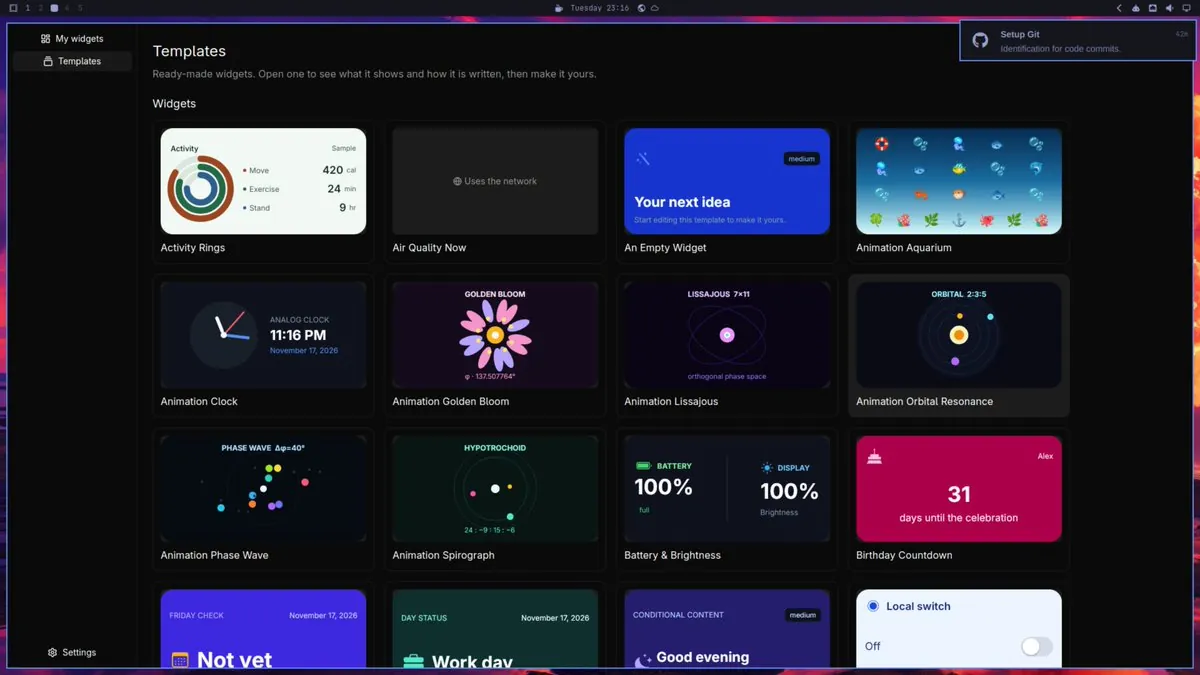 1 2 4 5
Tuesday 23:16
My widgets
Templates
Setup Git
42m
Identification for code commits.
Templates
Ready-made widgets. Open one to see what it shows and how it is written, then make it yours.
Widgets
Activity
Sample
Move
420 cal
Exercise
24 min
Stand
9 hr
Activity Rings
Uses the network
Air Quality Now
medium
Your next idea
Start editing this template to make it yours.
An Empty Widget
Animation Aquarium
ANALOG CLOCK
11:16 PM
November 17, 2026
Animation Clock
GOLDEN BLOOM
φ · 137.507764°
Animation Golden Bloom
LISSAJOUS 7×11
orthogonal phase space
Animation Lissajous
ORBITAL 2:3:5
Animation Orbital Resonance
PHASE WAVE Δφ=40°
Animation Phase Wave
HYPOTROCHOID
24 : −9 : 15 : −6
Animation Spirograph
BATTERY
100%
full
DISPLAY
100%
Brightness
Battery & Brightness
Alex
31
days until the celebration
Birthday Countdown
FRIDAY CHECK
November 17, 2026
Not yet
DAY STATUS
November 17, 2026
Work day
CONDITIONAL CONTENT
medium
Good evening
Local switch
Off
Settings